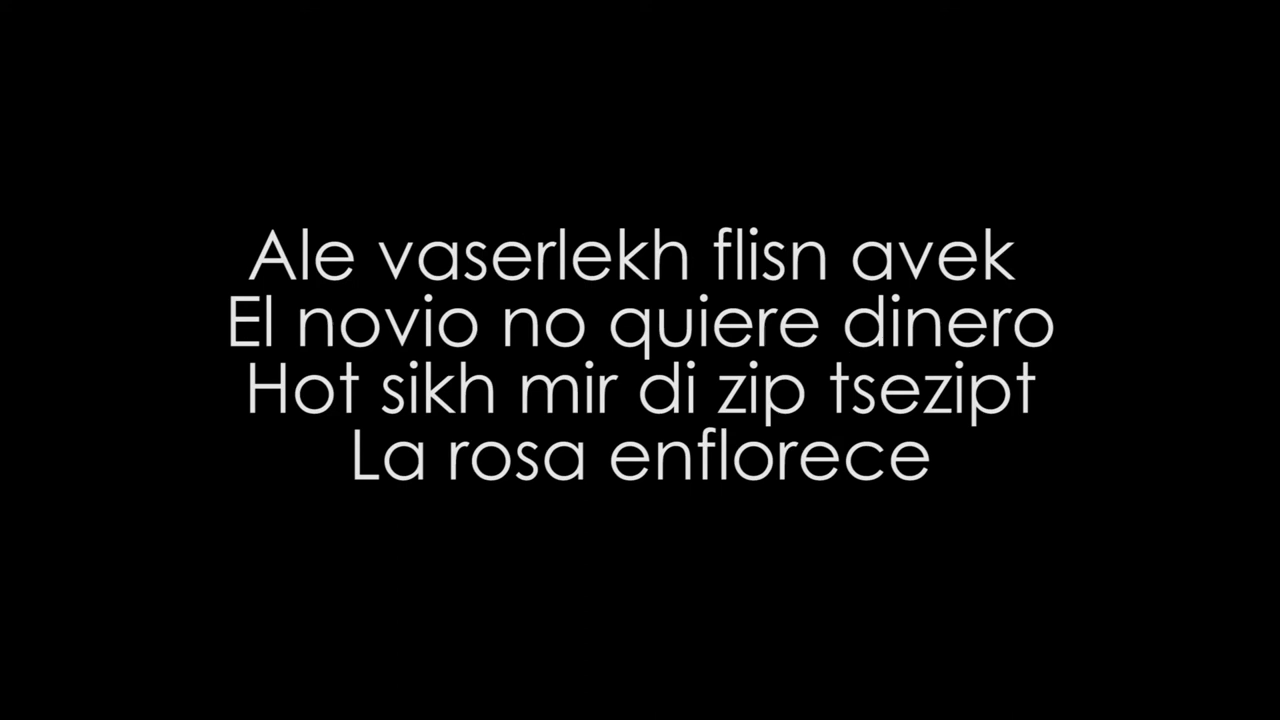 Ale vaserlekh flisn avek
El novio no quiere dinero
Hot sikh mir di zip tsezipt
La rosa enflorece